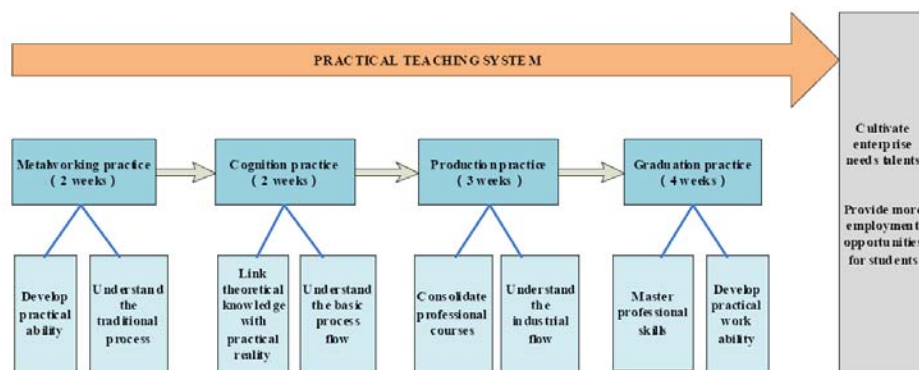 PRACTICAL TEACHING SYSTEM
Metalworking practice
( 2 weeks )
Cognition practice
( 2 weeks )
Production practice
( 3 weeks )
Graduation practice
( 4 weeks )
Develop
practical
ability
Understand
the
traditional
process
Link
theoretical
knowledge
with
practical
reality
Understand
the basic
process
flow
Consolidate
professional
courses
Understand
the
industrial
flow
Master
professional
skills
Develop
practical
work
ability
Cultivate
enterprise
needs talents
Provide more
employment
opportunities
for students